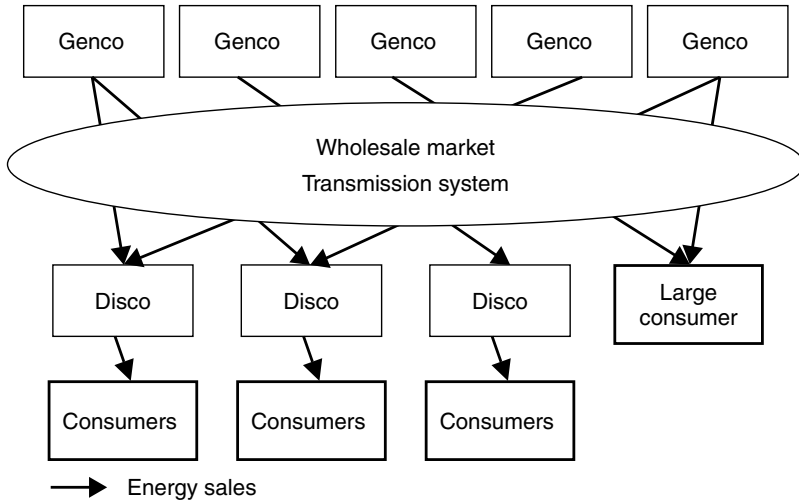 Genco
Genco
Genco
Genco
Genco
Wholesale market
Transmission system
Disco
Disco
Disco
Large
consumer
Consumers
Consumers
Consumers
Energy sales